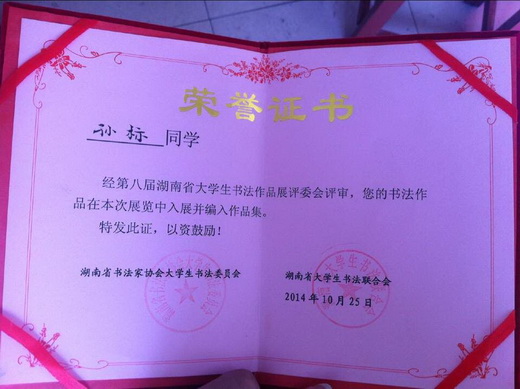 荣誉证书
孙标 同学
经第八届湖南省大学生书法作品展评委会评审，您的书法作
品在本次展览中入展并编入作品集。
特发此证，以资鼓励！
湖南省书法家协会大学生书法委员会
湖南省大学生书法联合会
2014年10月25日